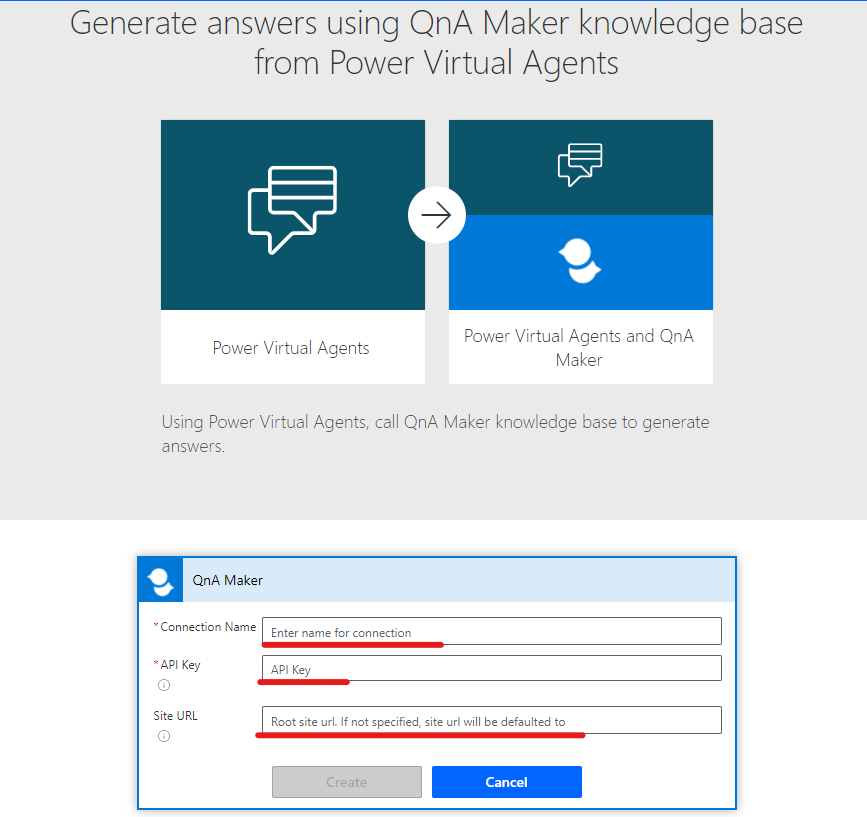 Generate answers using QnA Maker knowledge base
from Power Virtual Agents
Power Virtual Agents
Power Virtual Agents and QnA
Maker
Using Power Virtual Agents, call QnA Maker knowledge base to generate
answers.
QnA Maker
*Connection Name
Enter name for connection
*API Key
API Key
Site URL
Root site url. If not specified, site url will be defaulted to
Create
Cancel